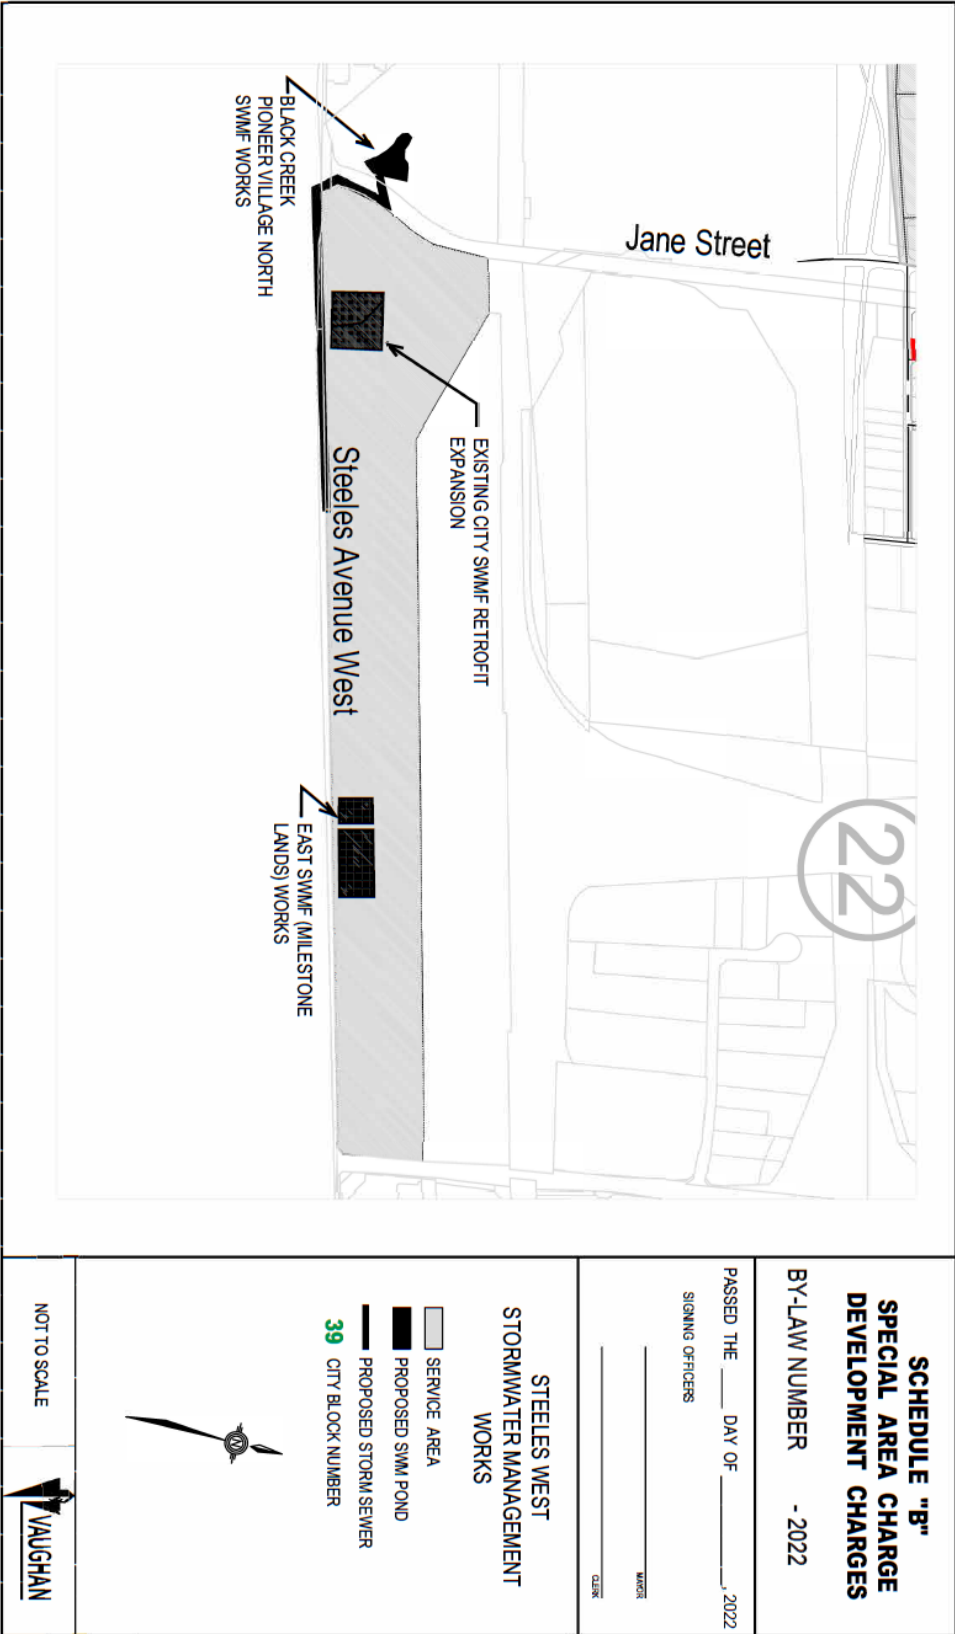 Jane Street
BLACK CREEK
PIONEER VILLAGE NORTH
SWMF WORKS
EXISTING CITY SWMF RETROFIT
EXPANSION
Steeles Avenue West
22
EAST SWMF (MILESTONE
LANDS) WORKS
SCHEDULE "B"
SPECIAL AREA CHARGE
DEVELOPMENT CHARGES
BY-LAW NUMBER - 2022
PASSED THE ____ DAY OF __________, 2022
SIGNING OFFICERS
MAYOR
CLERK
STEELES WEST
STORMWATER MANAGEMENT
WORKS
SERVICE AREA
PROPOSED SWM POND
PROPOSED STORM SEWER
39 CITY BLOCK NUMBER
N
NOT TO SCALE
VAUGHAN